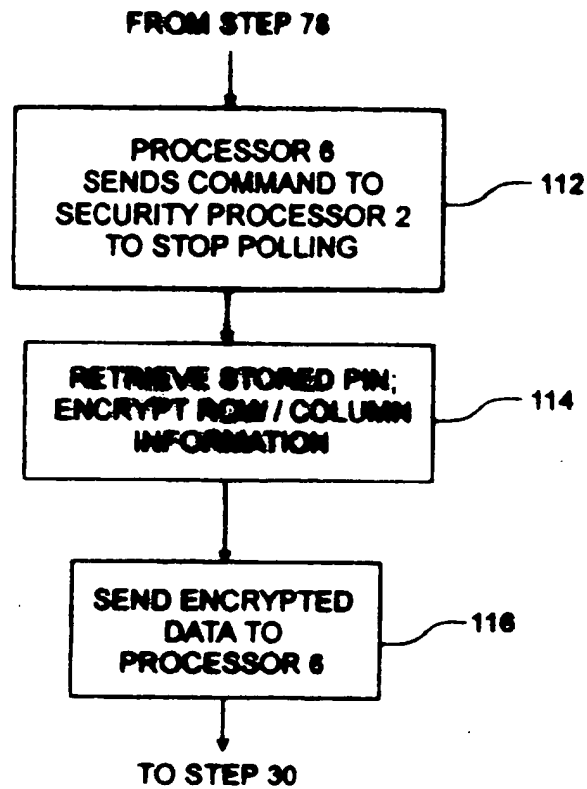 FROM STEP 78
PROCESSOR 6
SENDS COMMAND TO
SECURITY PROCESSOR 2
TO STOP POLLING
112
RETRIEVE STORED PIN;
ENCRYPT ROW / COLUMN
INFORMATION
114
SEND ENCRYPTED
DATA TO
PROCESSOR 6
116
TO STEP 30